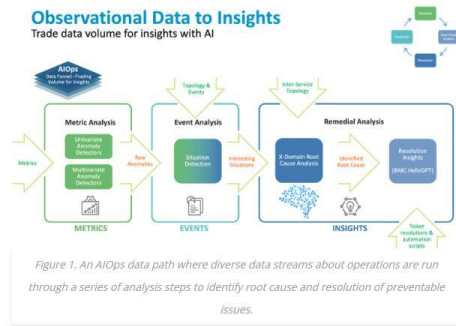 Observational Data to Insights
Trade data volume for insights with AI
AIOps
Data Funnel –Trading
Volume for Insights
Topology &
Events
Inter-Service
Topology
Metric Analysis
Event Analysis
Remedial Analysis
Metrics
Univariate
Anomaly
Detectors
Multivariate
Anomaly
Detectors
Raw
Anomalies
Situation
Detection
Interesting
Situations
X-Domain Root
Cause Analysis
Identified
Root Cause
Resolution
Insights
(BMC HelixGPT)
METRICS
EVENTS
INSIGHTS
Ticket
resolutions &
automation
scripts
Figure 1. An AIOps data path where diverse data streams about operations are run
through a series of analysis steps to identify root cause and resolution of preventable
issues.